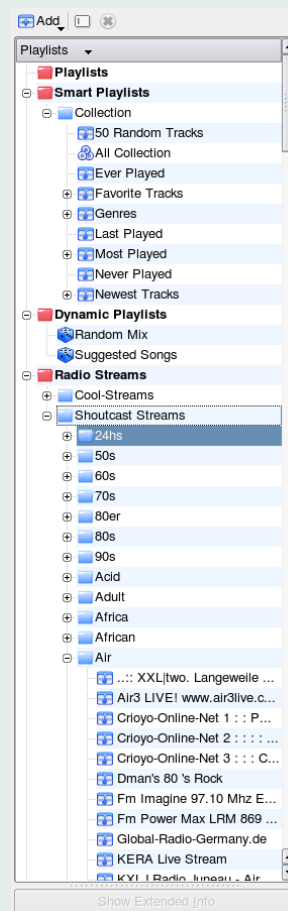 Add
Playlists
Playlists
Smart Playlists
Collection
50 Random Tracks
All Collection
Ever Played
Favorite Tracks
Genres
Last Played
Most Played
Never Played
Newest Tracks
Dynamic Playlists
Random Mix
Suggested Songs
Radio Streams
Cool-Streams
Shoutcast Streams
24hs
50s
60s
70s
80er
80s
90s
Acid
Adult
Africa
African
Air
..:: XXL|two. Langeweile ...
Air3 LIVE! www.air3live.c...
Crioyo-Online-Net 1 : : P...
Crioyo-Online-Net 2 : : : : ...
Crioyo-Online-Net 3 : : : C...
Dman's 80 's Rock
Fm Imagine 97.10 Mhz E...
Fm Power Max LRM 869 ...
Global-Radio-Germany.de
KERA Live Stream
KXLJ Radio Juneau - Air
Show Extended Info